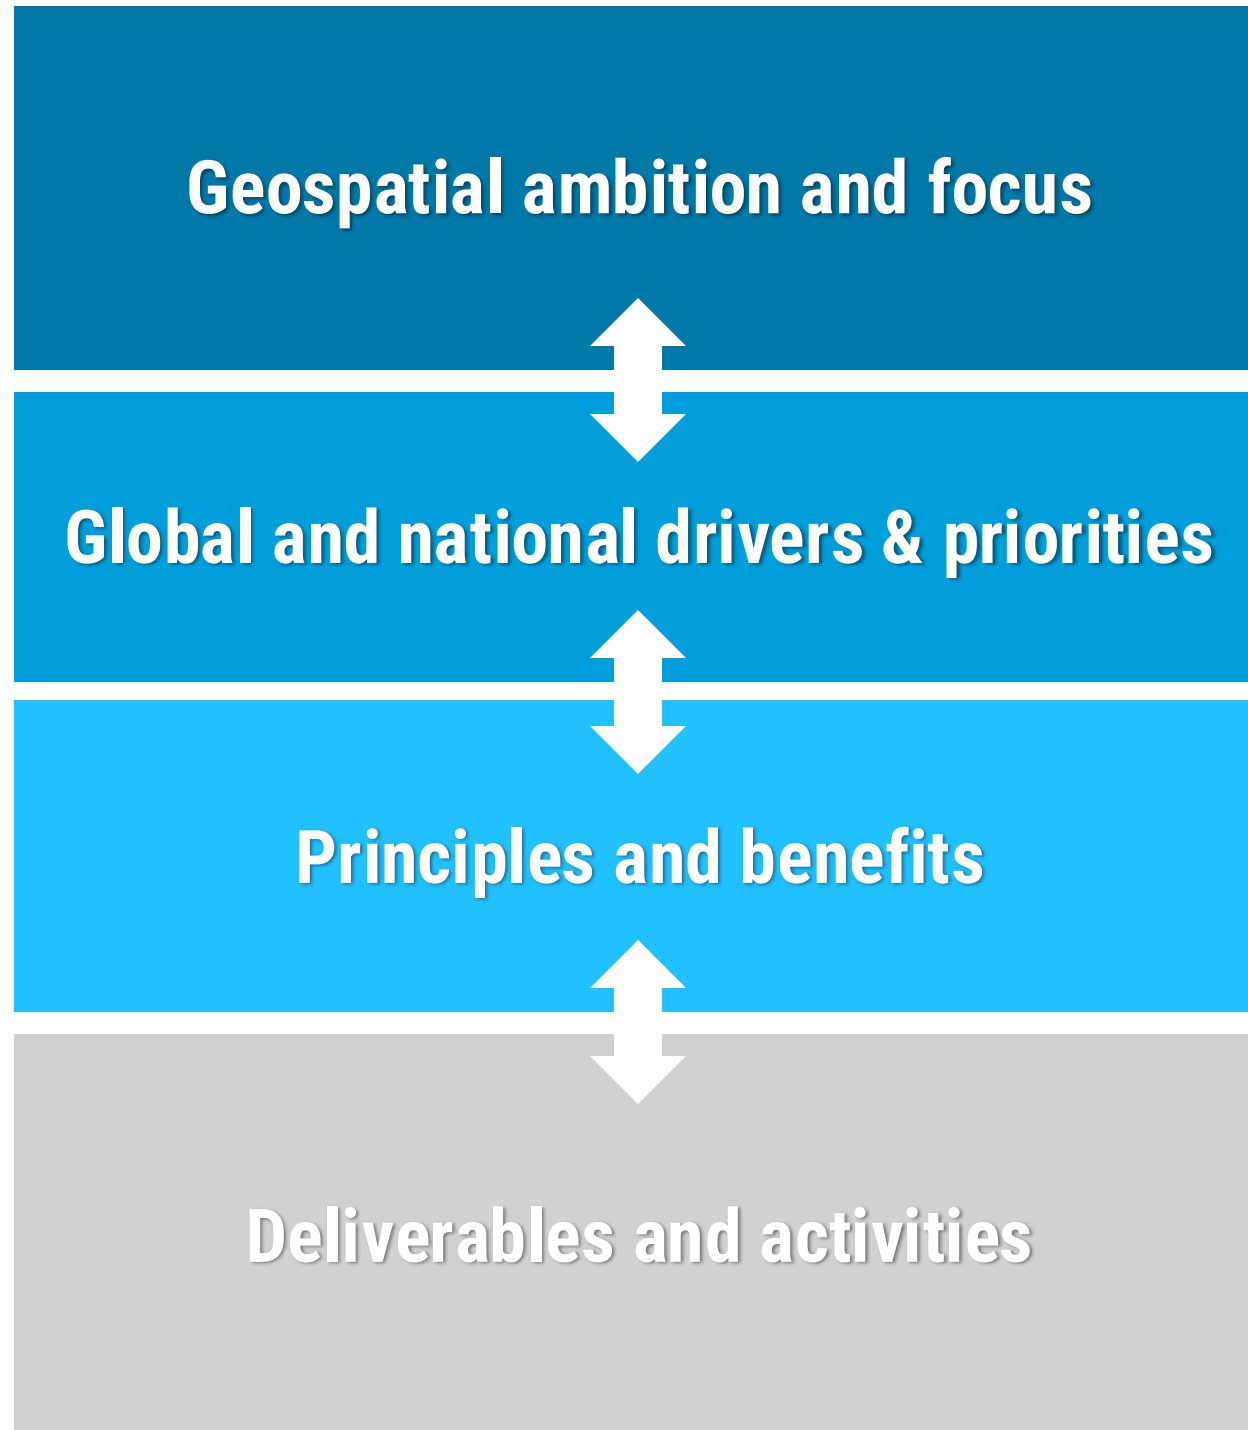 Geospatial ambition and focus
Global and national drivers & priorities
Principles and benefits
Deliverables and activities